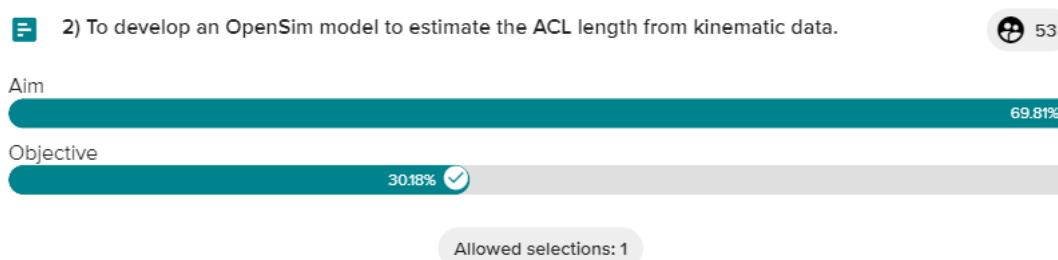 2) To develop an OpenSim model to estimate the ACL length from kinematic data.
53
Aim
69.81%
Objective
30.18%
Allowed selections: 1